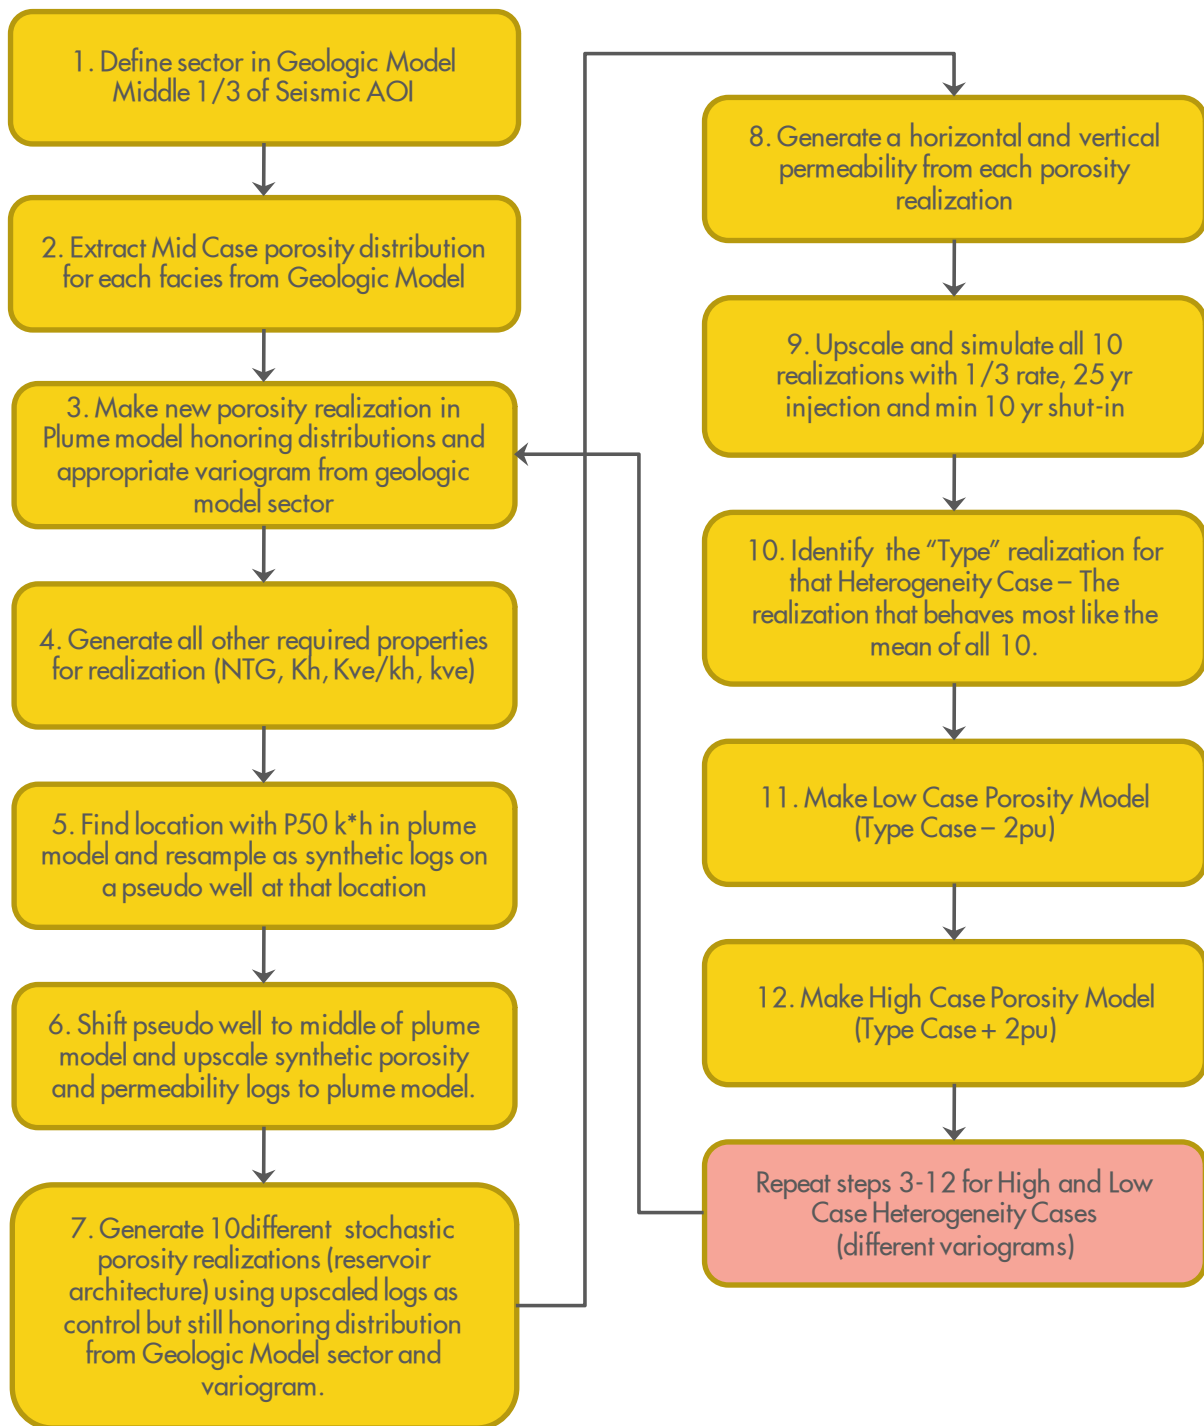 1. Define sector in Geologic Model
Middle 1/3 of Seismic AOI
2. Extract Mid Case porosity distribution
for each facies from Geologic Model
3. Make new porosity realization in
Plume model honoring distributions and
appropriate variogram from geologic
model sector
4. Generate all other required properties
for realization (NTG, Kh, Kve/kh, kve)
5. Find location with P50 k*h in plume
model and resample as synthetic logs on
a pseudo well at that location
6. Shift pseudo well to middle of plume
model and upscale synthetic porosity
and permeability logs to plume model.
7. Generate 10different stochastic
porosity realizations (reservoir
architecture) using upscaled logs as
control but still honoring distribution
from Geologic Model sector and
variogram.
8. Generate a horizontal and vertical
permeability from each porosity
realization
9. Upscale and simulate all 10
realizations with 1/3 rate, 25 yr
injection and min 10 yr shut-in
10. Identify the “Type” realization for
that Heterogeneity Case – The
realization that behaves most like the
mean of all 10.
11. Make Low Case Porosity Model
(Type Case – 2pu)
12. Make High Case Porosity Model
(Type Case + 2pu)
Repeat steps 3-12 for High and Low
Case Heterogeneity Cases
(different variograms)